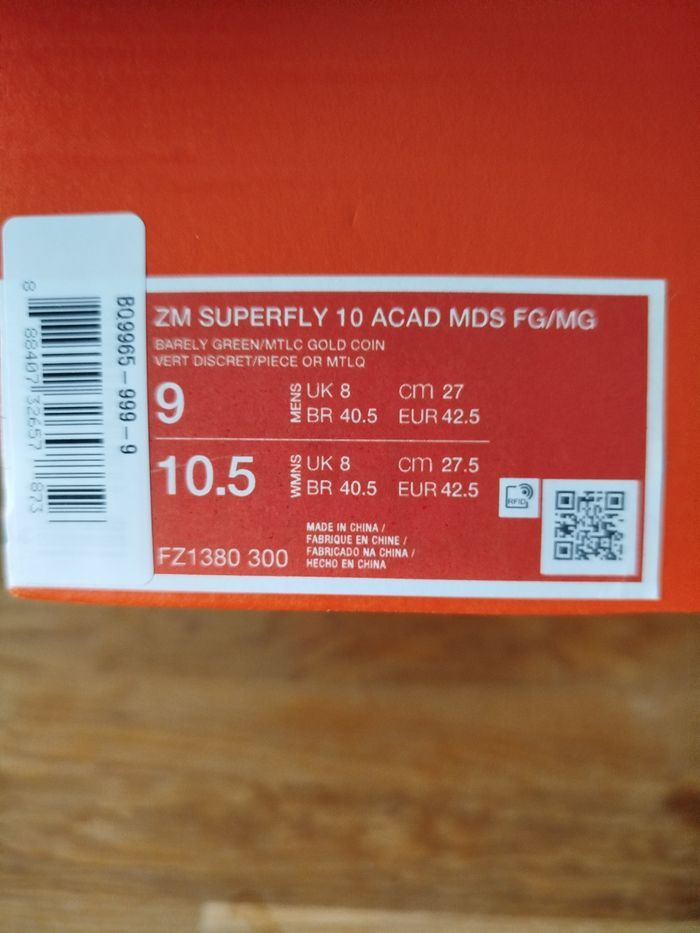 ZM SUPERFLY 10 ACAD MDS FG/MG
BARELY GREEN/MTLC GOLD COIN
VERT DISCRET/PIECE OR MTLQ
9 MENS UK 8 cm 27
BR 40.5 EUR 42.5
10.5 WMNS UK 8 cm 27.5
BR 40.5 EUR 42.5
MADE IN CHINA /
FABRIQUE EN CHINE /
FABRICADO NA CHINA /
HECHO EN CHINA
FZ1380 300
RFID
809965-999-9
8 88407 32657 873